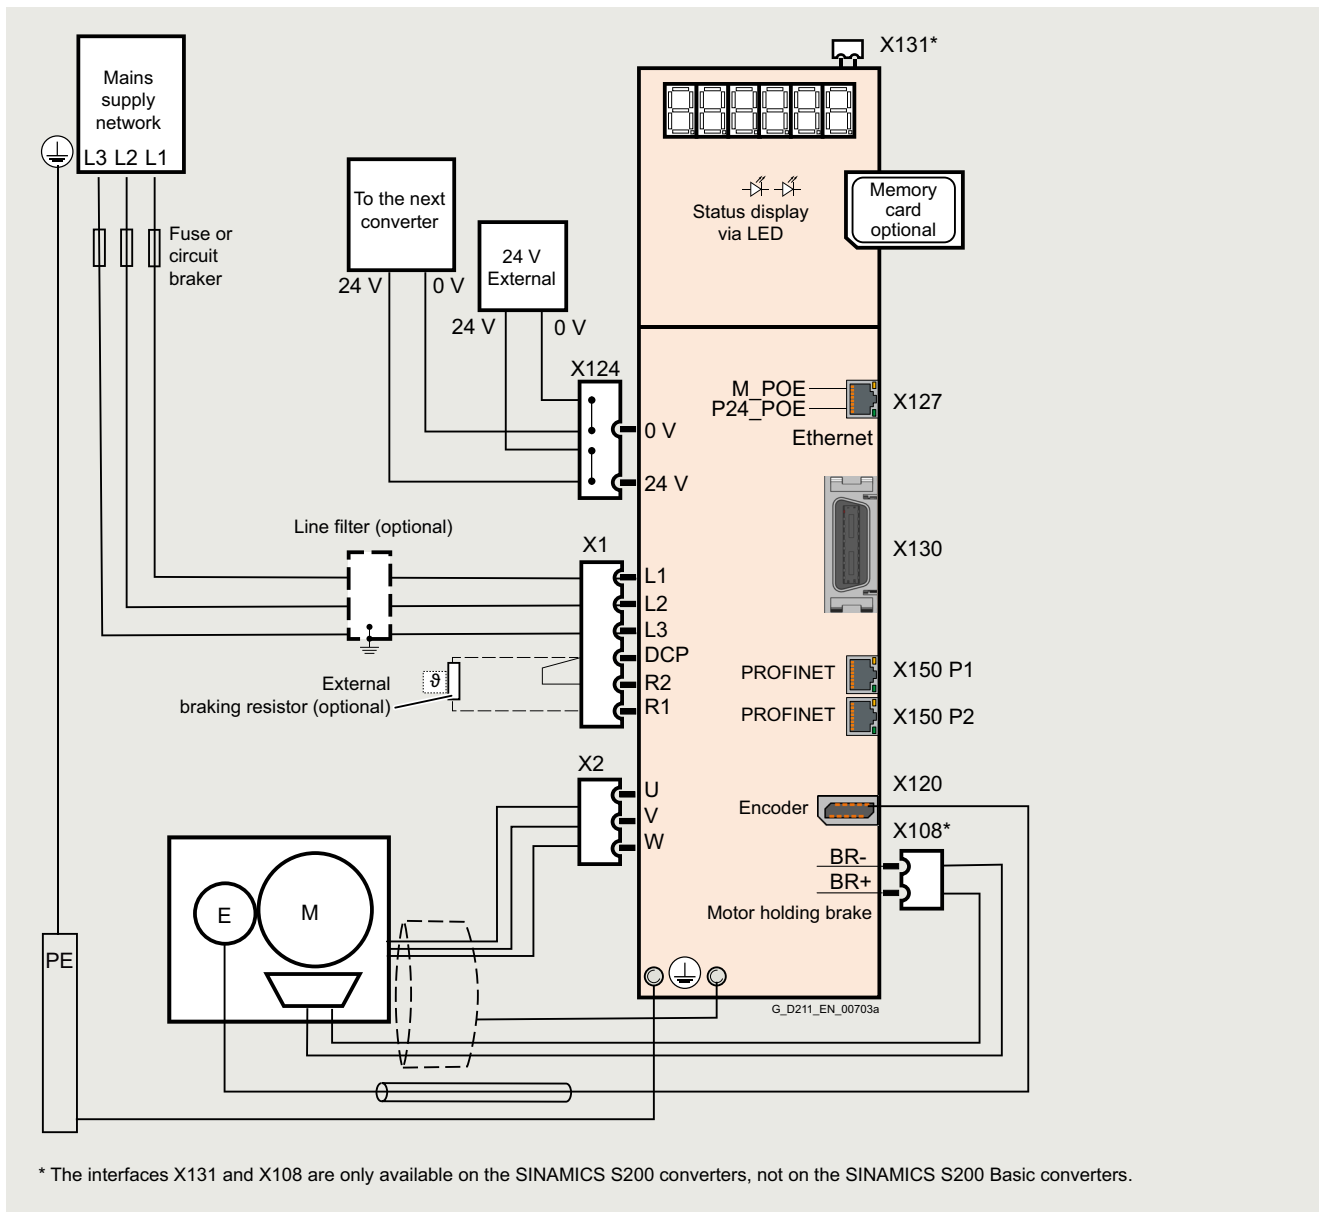 X131*
Mains
supply
network
L3 L2 L1
Fuse or
circuit
braker
To the next
converter
24 V
0 V
24 V
External
24 V
0 V
Status display
via LED
Memory
card
optional
X124
0 V
24 V
M_POE
P24_POE
Ethernet
X127
X130
Line filter (optional)
X1
L1
L2
L3
DCP
R2
R1
External
braking resistor (optional)
ϑ
PROFINET
X150 P1
PROFINET
X150 P2
X2
U
V
W
Encoder
X120
X108*
BR-
BR+
Motor holding brake
E
M
PE
G_D211_EN_00703a
* The interfaces X131 and X108 are only available on the SINAMICS S200 converters, not on the SINAMICS S200 Basic converters.